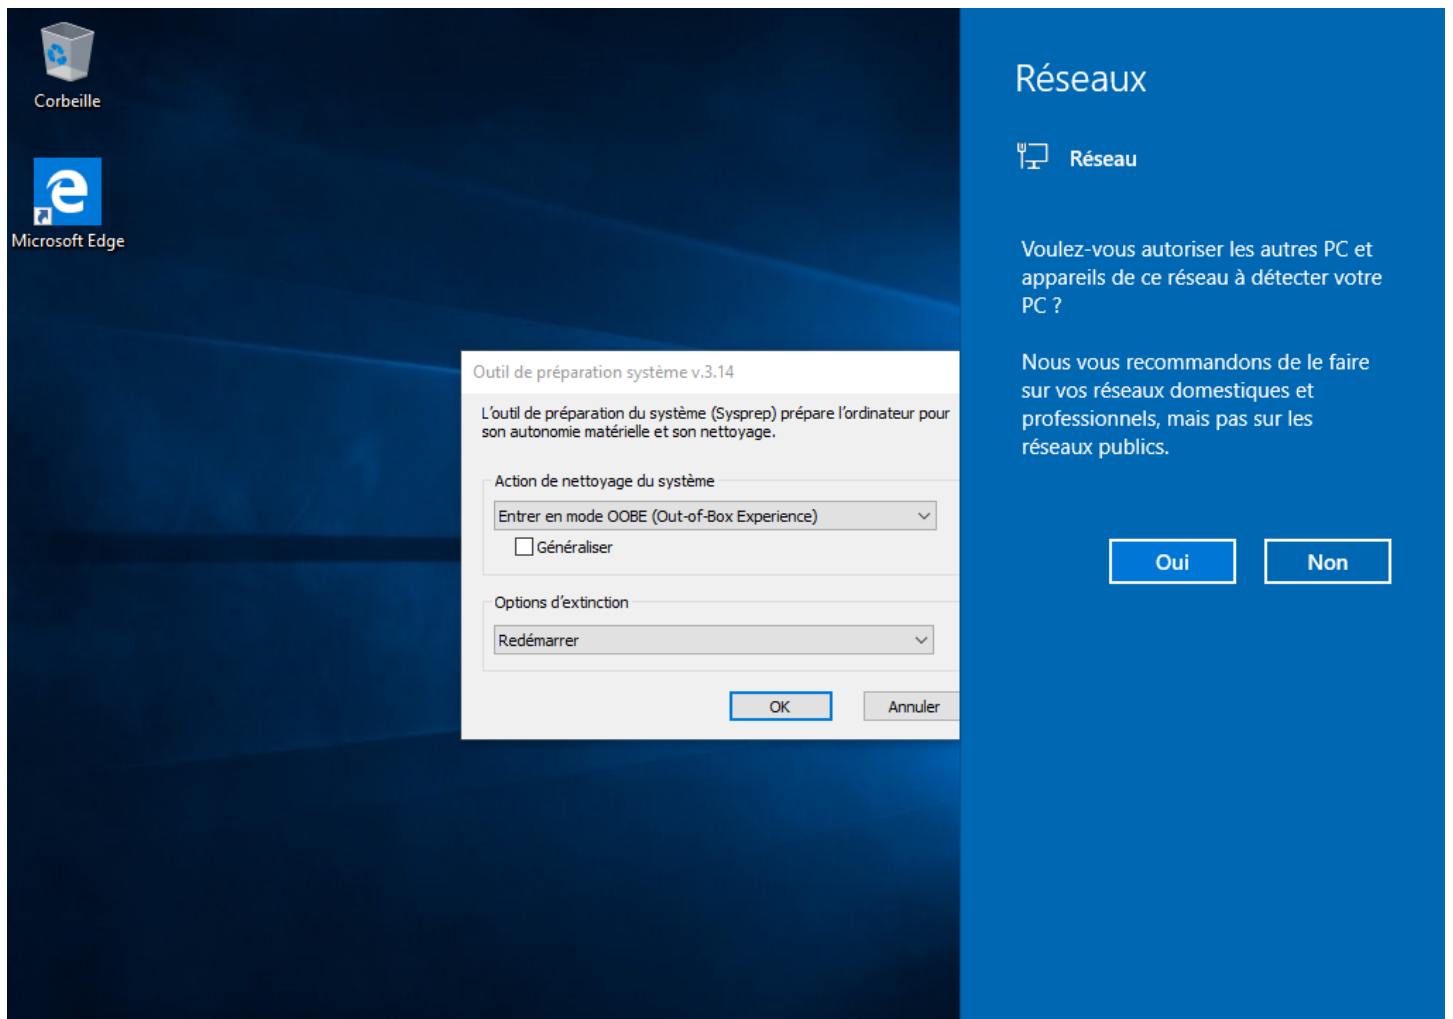 Corbeille
Microsoft Edge
Outil de préparation système v.3.14
L'outil de préparation du système (Sysprep) prépare l'ordinateur pour
son autonomie matérielle et son nettoyage.
Action de nettoyage du système
Entrer en mode OOBE (Out-of-Box Experience)
Généraliser
Options d'extinction
Redémarrer
OK
Annuler
Réseaux
Réseau
Voulez-vous autoriser les autres PC et
appareils de ce réseau à détecter votre
PC ?
Nous vous recommandons de le faire
sur vos réseaux domestiques et
professionnels, mais pas sur les
réseaux publics.
Oui
Non